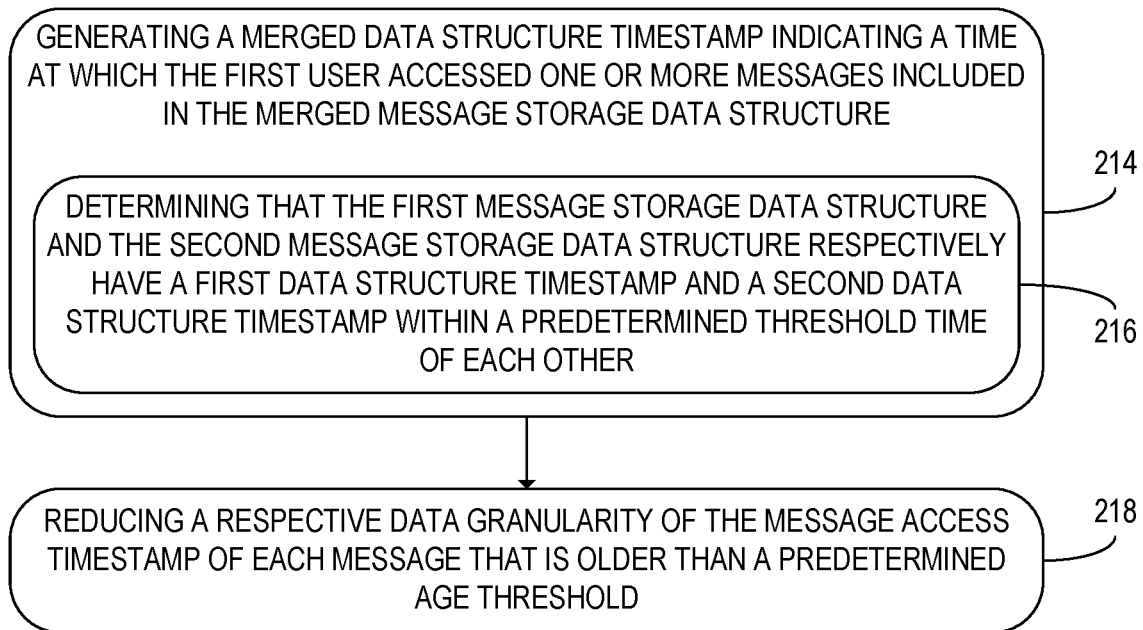 GENERATING A MERGED DATA STRUCTURE TIMESTAMP INDICATING A TIME
AT WHICH THE FIRST USER ACCESSED ONE OR MORE MESSAGES INCLUDED
IN THE MERGED MESSAGE STORAGE DATA STRUCTURE
214
DETERMINING THAT THE FIRST MESSAGE STORAGE DATA STRUCTURE
AND THE SECOND MESSAGE STORAGE DATA STRUCTURE RESPECTIVELY
HAVE A FIRST DATA STRUCTURE TIMESTAMP AND A SECOND DATA
STRUCTURE TIMESTAMP WITHIN A PREDETERMINED THRESHOLD TIME
OF EACH OTHER
216
REDUCING A RESPECTIVE DATA GRANULARITY OF THE MESSAGE ACCESS
TIMESTAMP OF EACH MESSAGE THAT IS OLDER THAN A PREDETERMINED
AGE THRESHOLD
218